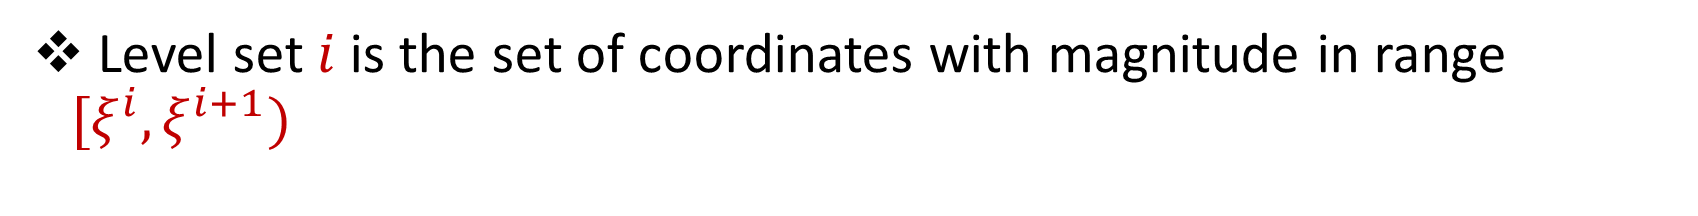 ❖ Level set 𝑖 is the set of coordinates with magnitude in range
[𝜉^𝑖, 𝜉^{𝑖+1})